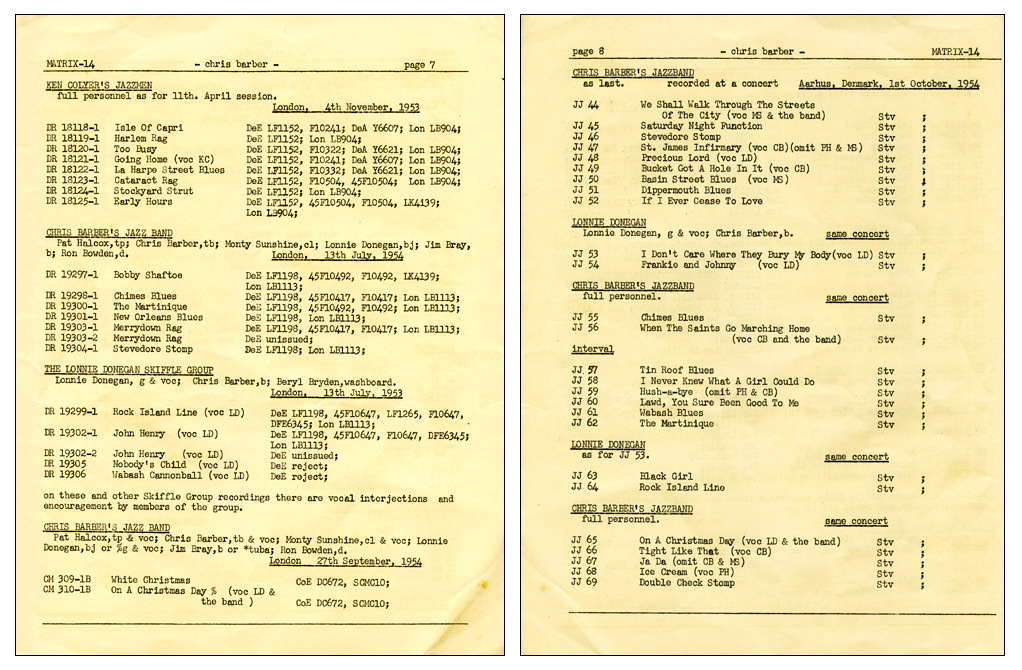 MATRIX-14 - chris barber - page 7
KEN COLYER'S JAZZMEN
full personnel as for 11th. April session.
London, 4th November, 1953
DR 18118-1 Isle Of Capri DeE LF1152, F10241; DeA Y6607; Lon LB904;
DR 18119-1 Harlem Rag DeE LF1152; Lon LB904;
DR 18120-1 Too Busy DeE LF1152, F10322; DeA Y6621; Lon LB904;
DR 18121-1 Going Home (voc KC) DeE LF1152, F10241; DeA Y6607; Lon LB904;
DR 18122-1 La Harpe Street Blues DeE LF1152, F10332; DeA Y6621; Lon LB904;
DR 18123-1 Cataract Rag DeE LF1152, F10504, 45F10504; Lon LB904;
DR 18124-1 Stockyard Strut DeE LF1152; Lon LB904;
DR 18125-1 Early Hours DeE LF1152, 45F10504, F10504, LK4139;
Lon LB904;
CHRIS BARBER'S JAZZ BAND
Pat Halcox,tp; Chris Barber,tb; Monty Sunshine,cl; Lonnie Donegan,bj; Jim Bray,
b; Ron Bowden,d. London, 13th July, 1954
DR 19297-1 Bobby Shaftoe DeE LF1198, 45F10492, F10492, LK4139;
Lon LB1113;
DR 19298-1 Chimes Blues DeE LF1198, 45F10417, F10417; Lon LB1113;
DR 19300-1 The Martinique DeE LF1198, 45F10492, F10492; Lon LB1113;
DR 19301-1 New Orleans Blues DeE LF1198; Lon LB1113;
DR 19303-1 Merrydown Rag DeE LF1198, 45F10417, F10417; Lon LB1113;
DR 19303-2 Merrydown Rag DeE unissued;
DR 19304-1 Stevedore Stomp DeE LF1198; Lon LB1113;
THE LONNIE DONEGAN SKIFFLE GROUP
Lonnie Donegan, g & voc; Chris Barber,b; Beryl Bryden,washboard.
London, 13th July, 1953
DR 19299-1 Rock Island Line (voc LD) DeE LF1198, 45F10647, LF1265, F10647,
DFE6345; Lon LB1113;
DR 19302-1 John Henry (voc LD) DeE LF1198, 45F10647, F10647, DFE6345;
Lon LB1113;
DR 19302-2 John Henry (voc LD) DeE unissued;
DR 19305 Nobody's Child (voc LD) DeE reject;
DR 19306 Wabash Cannonball (voc LD) DeE reject;
on these and other Skiffle Group recordings there are vocal interjections and
encouragement by members of the group.
CHRIS BARBER'S JAZZ BAND
Pat Halcox,tp & voc; Chris Barber,tb & voc; Monty Sunshine,cl & voc; Lonnie
Donegan,bj or %g & voc; Jim Bray,b or *tuba; Ron Bowden,d.
London 27th September, 1954
CM 309-1B White Christmas CoE DC672, SCMC10;
CM 310-1B On A Christmas Day % (voc LD &
the band ) CoE DC672, SCMC10;
page 8 - chris barber - MATRIX-14
CHRIS BARBER'S JAZZBAND
as last. recorded at a concert Aarhus, Denmark, 1st October, 1954
JJ 44 We Shall Walk Through The Streets
Of The City (voc MS & the band) Stv ;
JJ 45 Saturday Night Function Stv ;
JJ 46 Stevedore Stomp Stv ;
JJ 47 St. James Infirmary (voc CB)(omit PH & MS) Stv ;
JJ 48 Precious Lord (voc LD) Stv ;
JJ 49 Bucket Got A Hole In It (voc CB) Stv ;
JJ 50 Basin Street Blues (voc MS) Stv ;
JJ 51 Dippermouth Blues Stv ;
JJ 52 If I Ever Cease To Love Stv ;
LONNIE DONEGAN
Lonnie Donegan, g & voc; Chris Barber,b. same concert
JJ 53 I Don't Care Where They Bury My Body(voc LD) Stv ;
JJ 54 Frankie and Johnny (voc LD) Stv ;
CHRIS BARBER'S JAZZBAND
full personnel. same concert
JJ 55 Chimes Blues Stv ;
JJ 56 When The Saints Go Marching Home
(voc CB and the band) Stv ;
interval
JJ 57 Tin Roof Blues Stv ;
JJ 58 I Never Knew What A Girl Could Do Stv ;
JJ 59 Hush-a-bye (omit PH & CB) Stv ;
JJ 60 Lawd, You Sure Been Good To Me Stv ;
JJ 61 Wabash Blues Stv ;
JJ 62 The Martinique Stv ;
LONNIE DONEGAN
as for JJ 53. same concert
JJ 63 Black Girl Stv ;
JJ 64 Rock Island Line Stv ;
CHRIS BARBER'S JAZZBAND
full personnel. same concert
JJ 65 On A Christmas Day (voc LD & the band) Stv ;
JJ 66 Tight Like That (voc CB) Stv ;
JJ 67 Ja Da (omit CB & MS) Stv ;
JJ 68 Ice Cream (voc PH) Stv ;
JJ 69 Double Check Stomp Stv ;